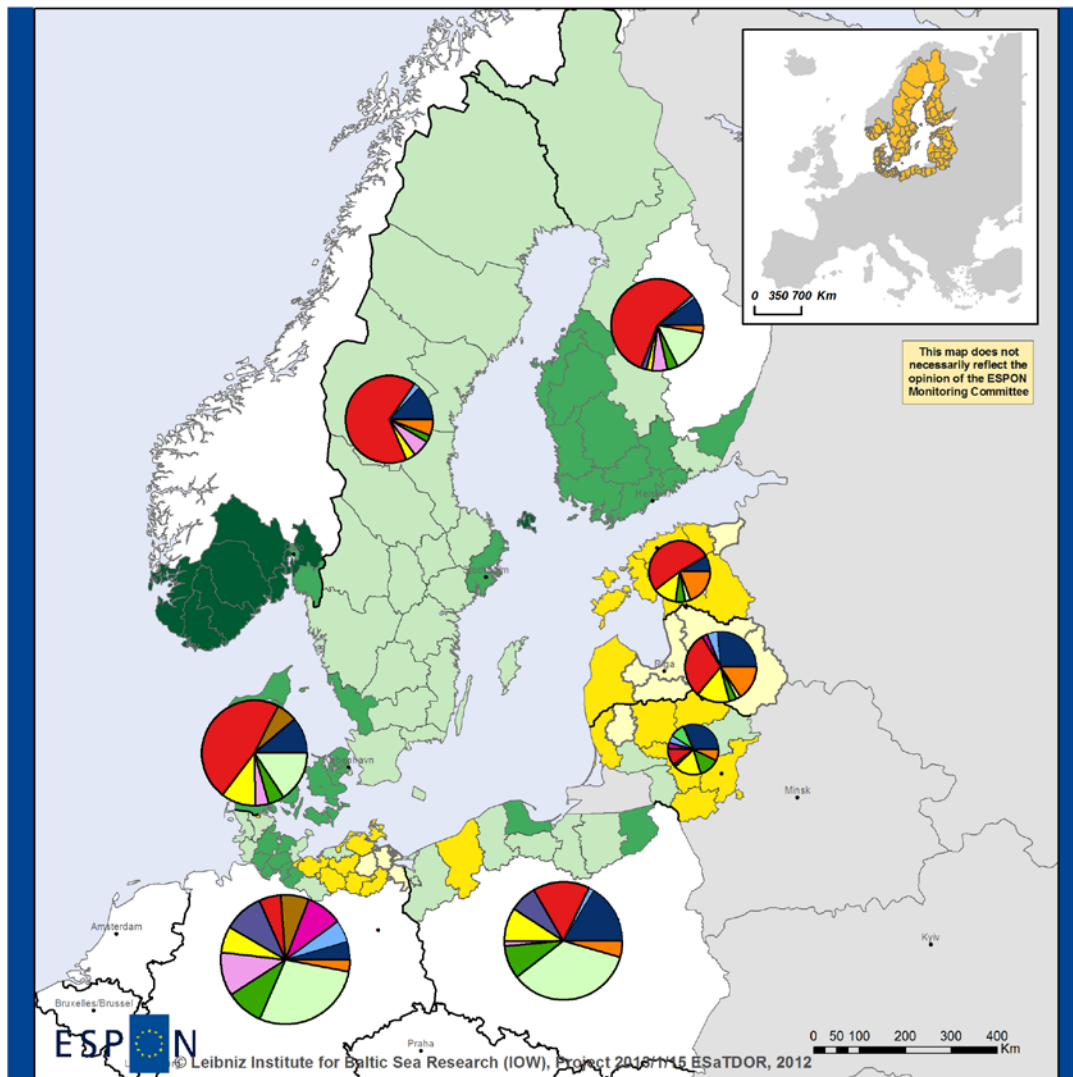 0 350 700 Km
This map does not
necessarily reflect the
opinion of the ESPON
Monitoring Committee
Riga
Minsk
Amsterdam
Kyiv
Bruxelles/Brussel
Praha
ESPON
© Leibniz Institute for Baltic Sea Research (IOW), Project 2013/1/15 ESaTDOR, 2012
0 50 100 200 300 400
Km